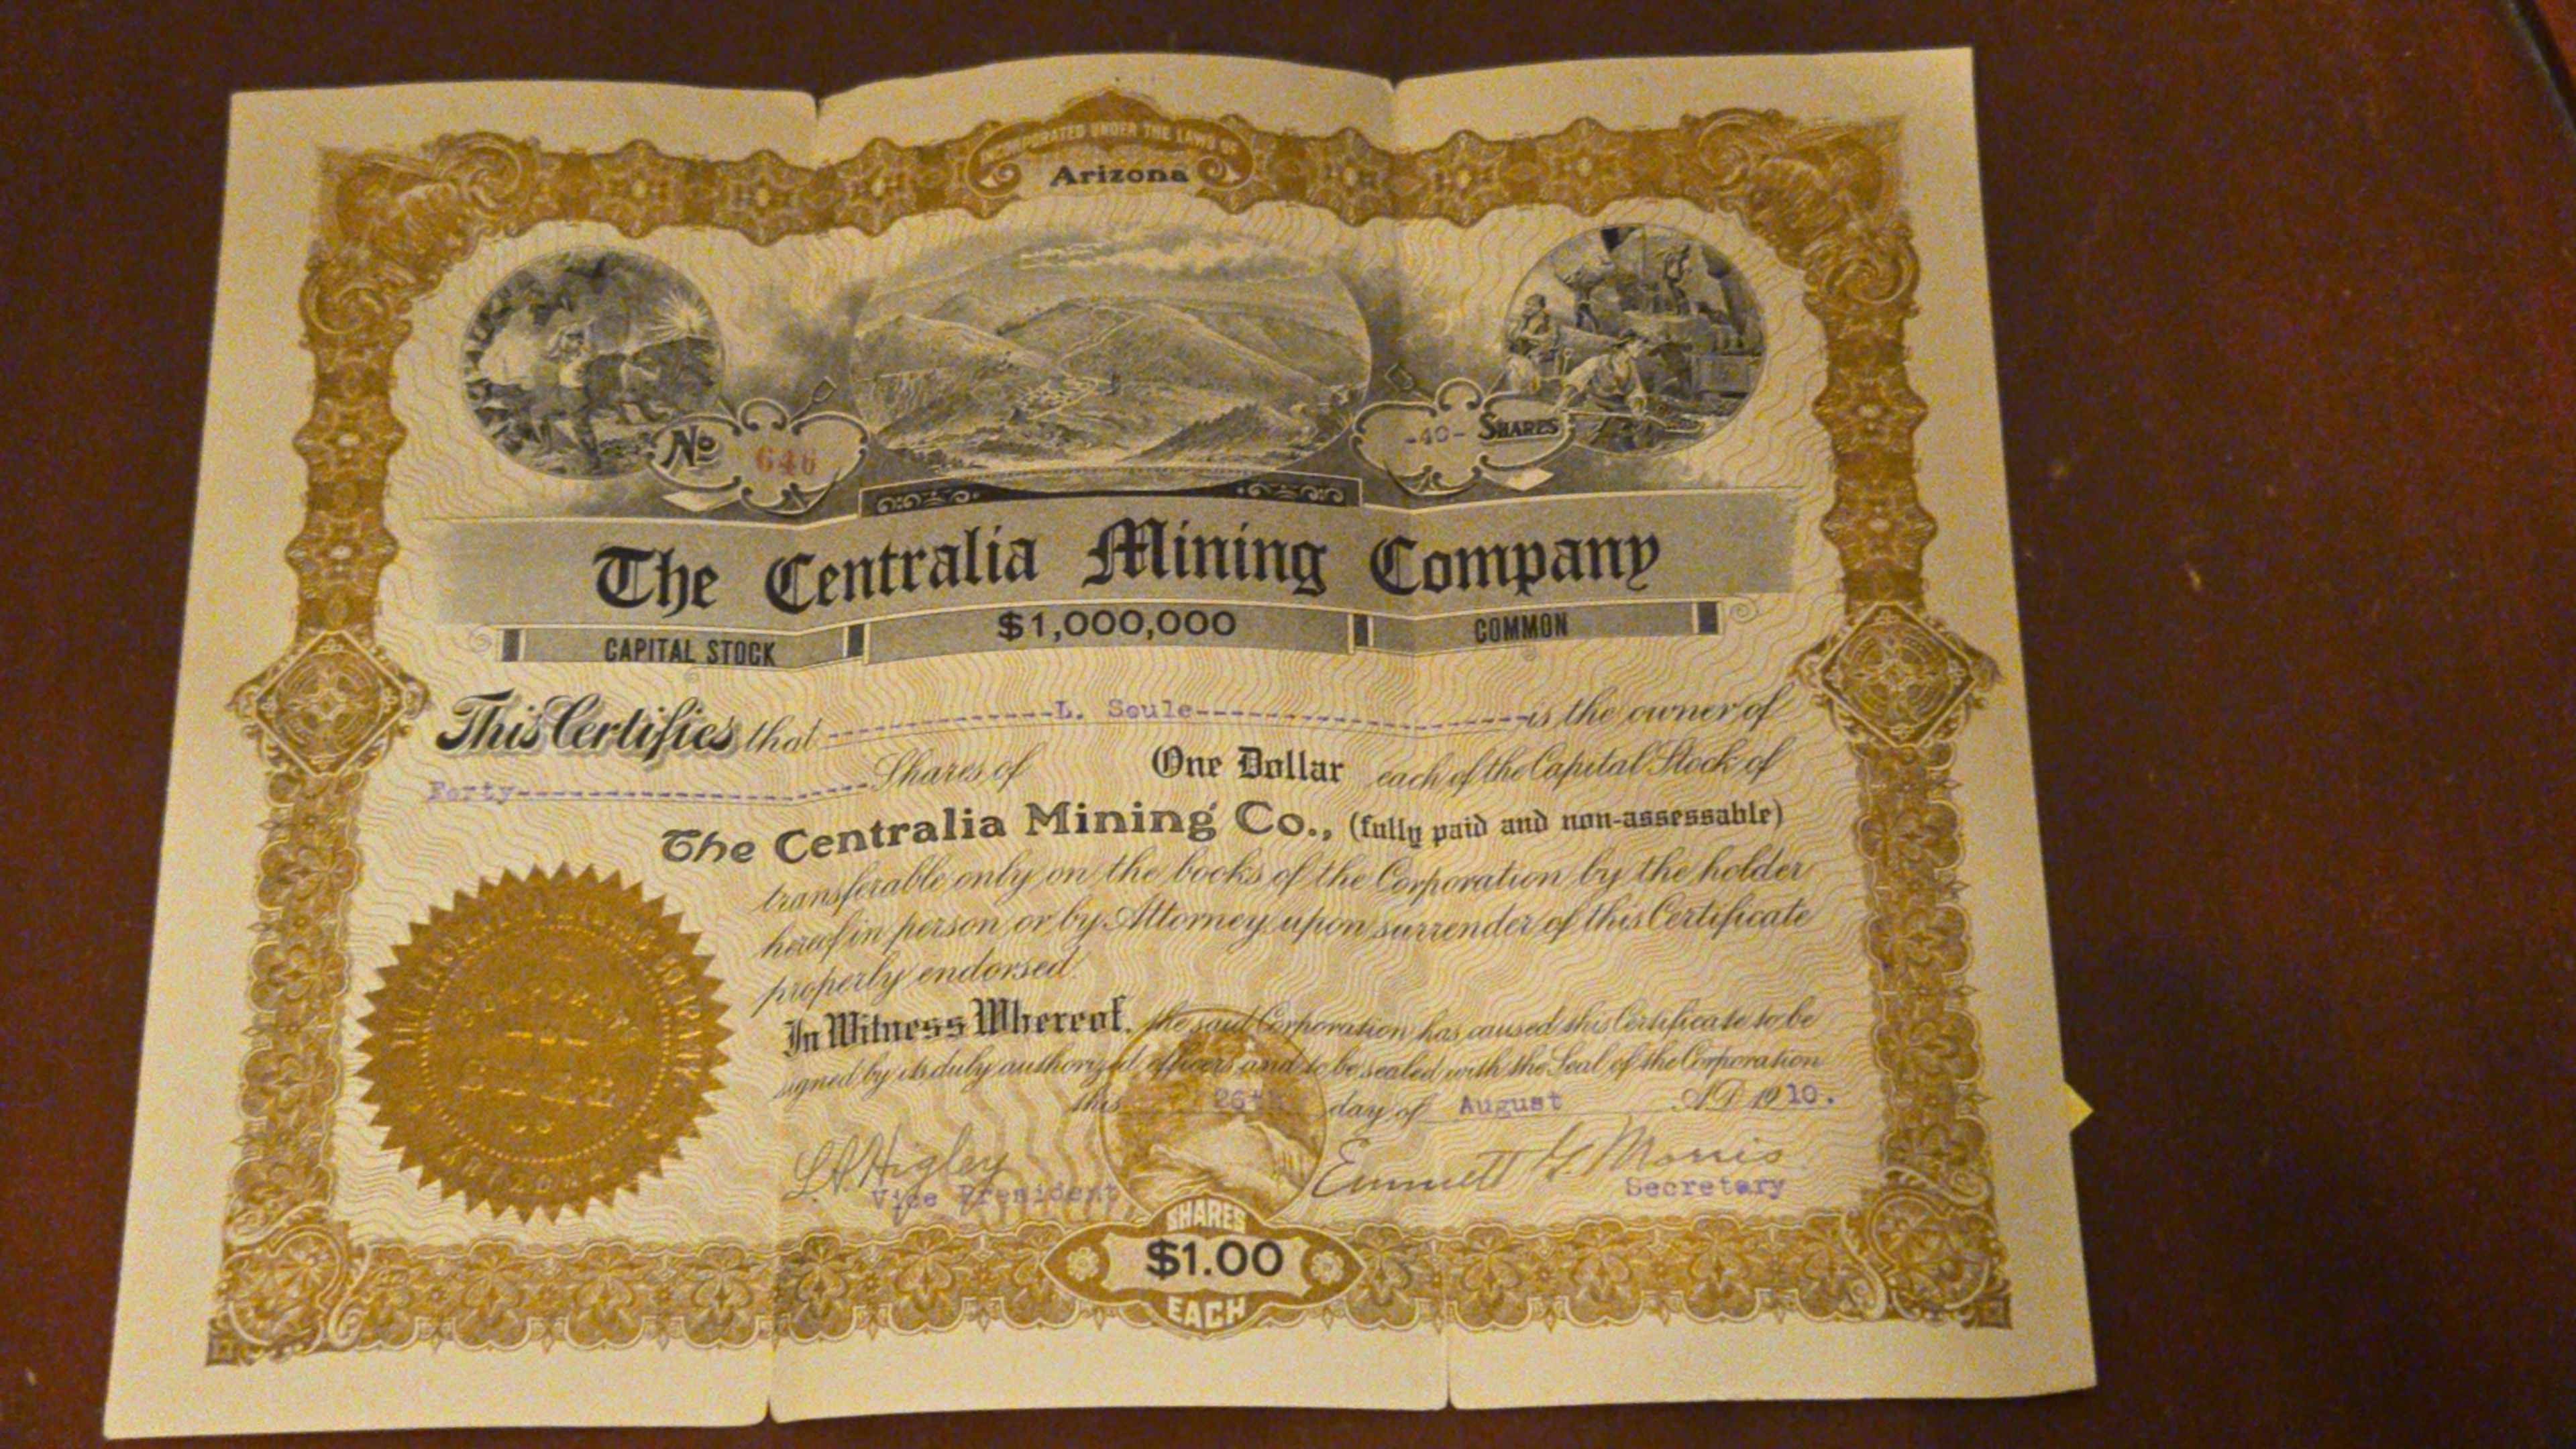 INCORPORATED UNDER THE LAWS OF
Arizona
No 646
-40- SHARES
The Centralia Mining Company
CAPITAL STOCK $1,000,000 COMMON
This Certifies that ----------L. Soule---------- is the owner of
Forty---------- Shares of One Dollar each of the Capital Stock of
The Centralia Mining Co., (fully paid and non-assessable)
transferable only on the books of the Corporation by the holder
hereof in person or by Attorney upon surrender of this Certificate
properly endorsed.
In Witness Whereof, the said Corporation has caused this Certificate to be
signed by its duly authorized officers and to be sealed with the Seal of the Corporation
this 26th day of August A.D. 1910.
L.A. Higley Emmett G. Morris
Vice President Secretary
SHARES
$1.00
EACH